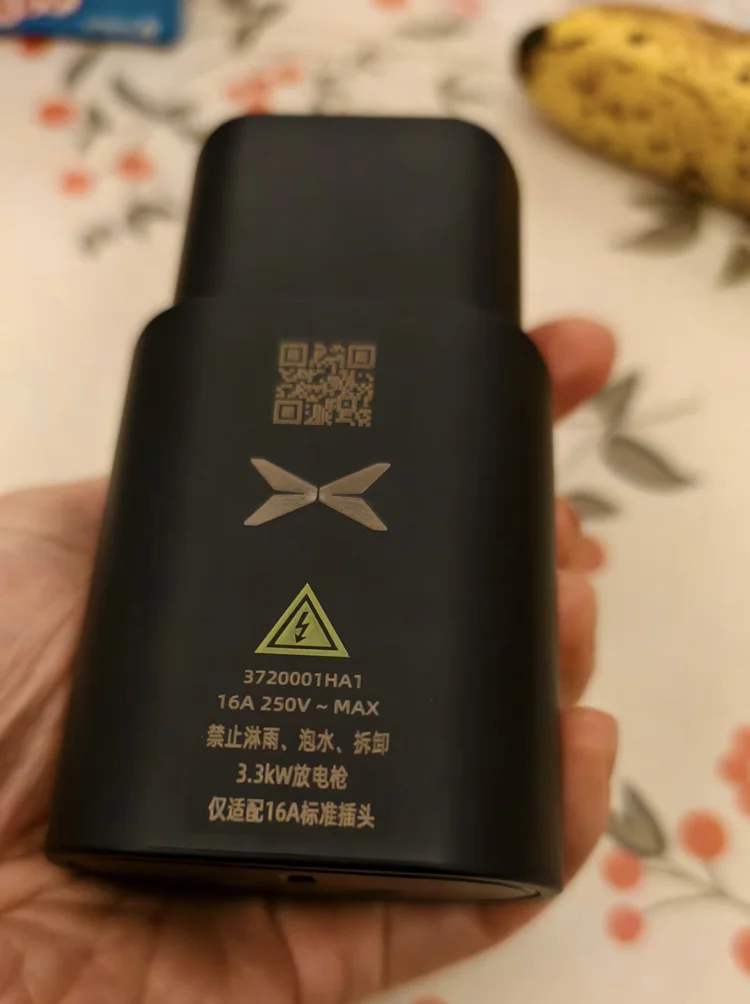 3720001HA1
16A 250V ~ MAX
禁止淋雨、泡水、拆卸
3.3kW放电枪
仅适配16A标准插头